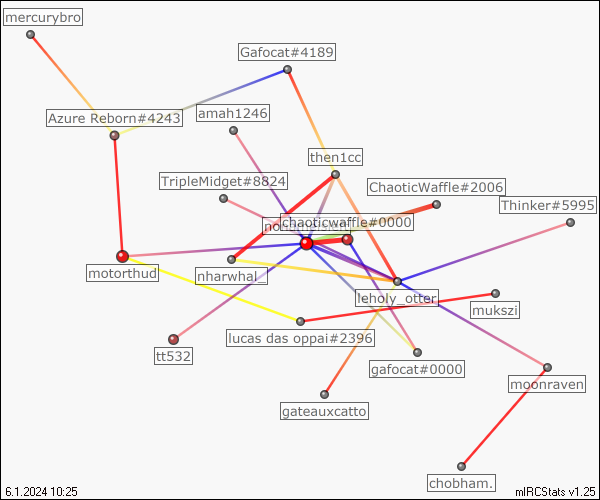 mercurybro
Gafocat#4189
Azure Reborn#4243
amah1246
then1cc
TripleMidget#8824
ChaoticWaffle#2006
Thinker#5995
chaoticwaffle#0000
motorthud
nharwhal_
leholy_otter
mukszi
lucas das oppai#2396
tt532
gafocat#0000
moonraven
gateauxcatto
chobham.
6.1.2024 10:25
mIRCStats v1.25